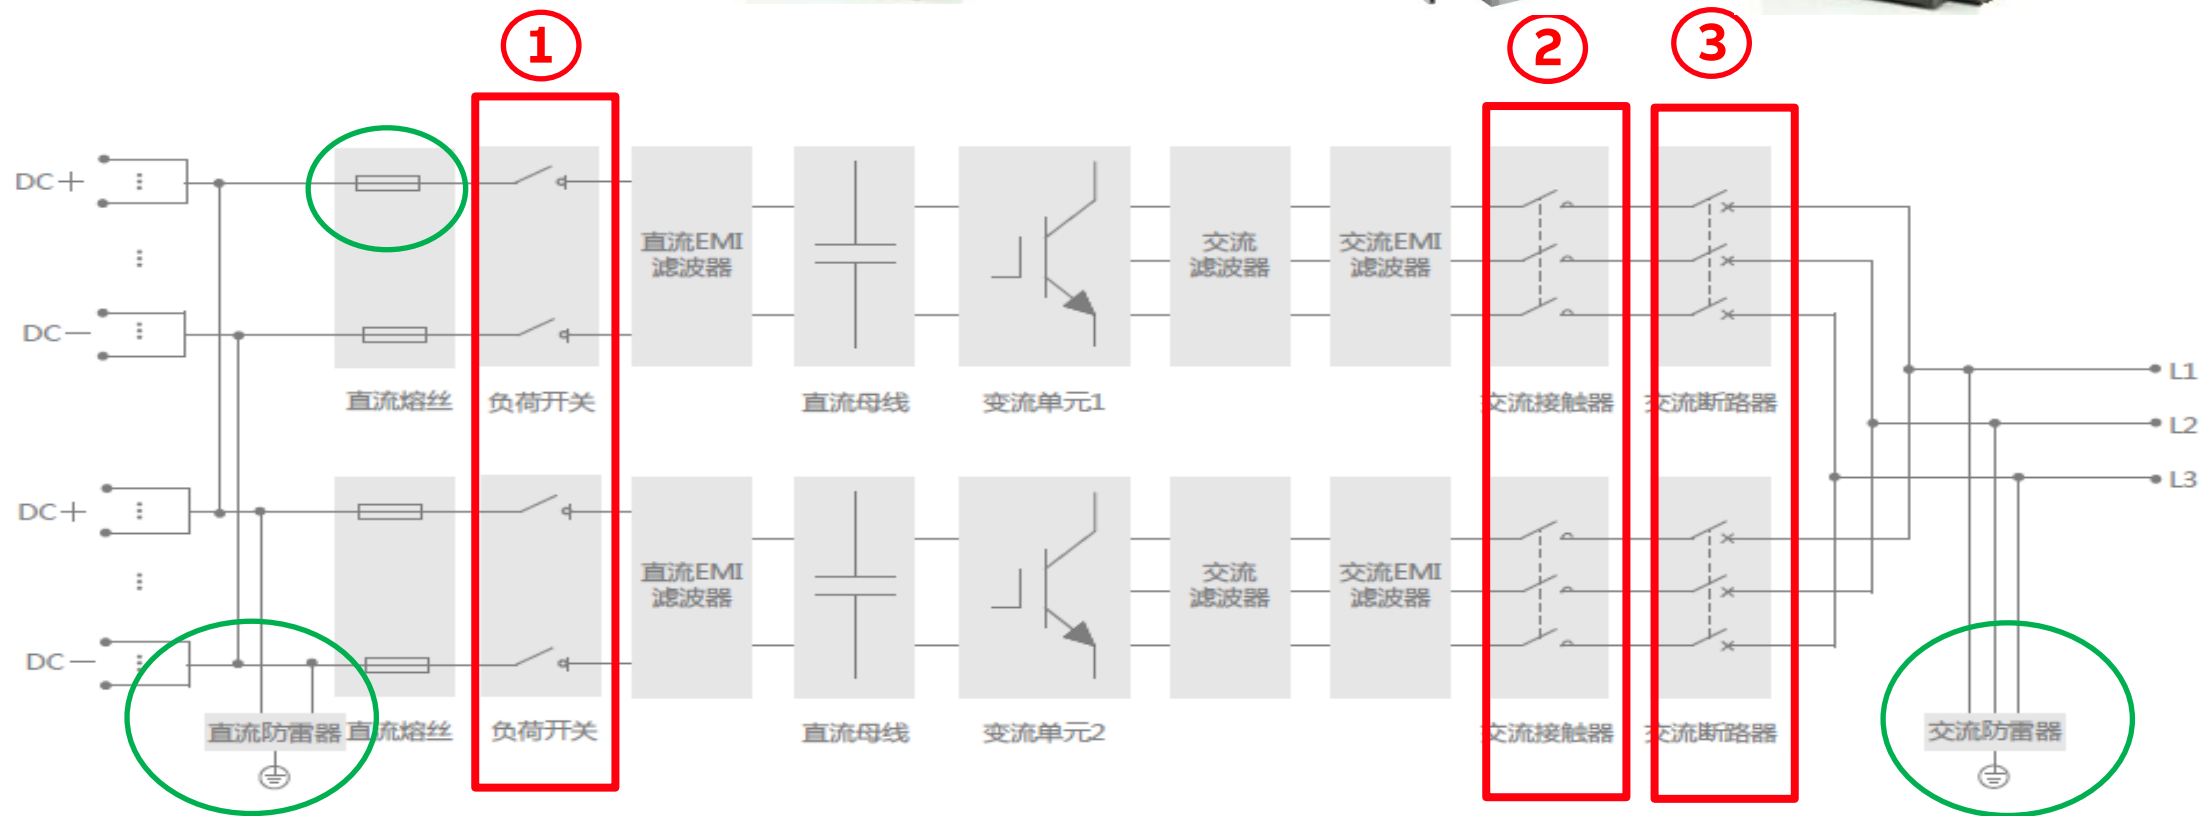 1
2
3
DC+
DC-
直流EMI
滤波器
交流
滤波器
交流EMI
滤波器
直流熔丝
负荷开关
直流母线
变流单元1
交流接触器
交流断路器
L1
L2
L3
DC+
DC-
直流EMI
滤波器
交流
滤波器
交流EMI
滤波器
直流防雷器
直流熔丝
负荷开关
直流母线
变流单元2
交流接触器
交流断路器
交流防雷器